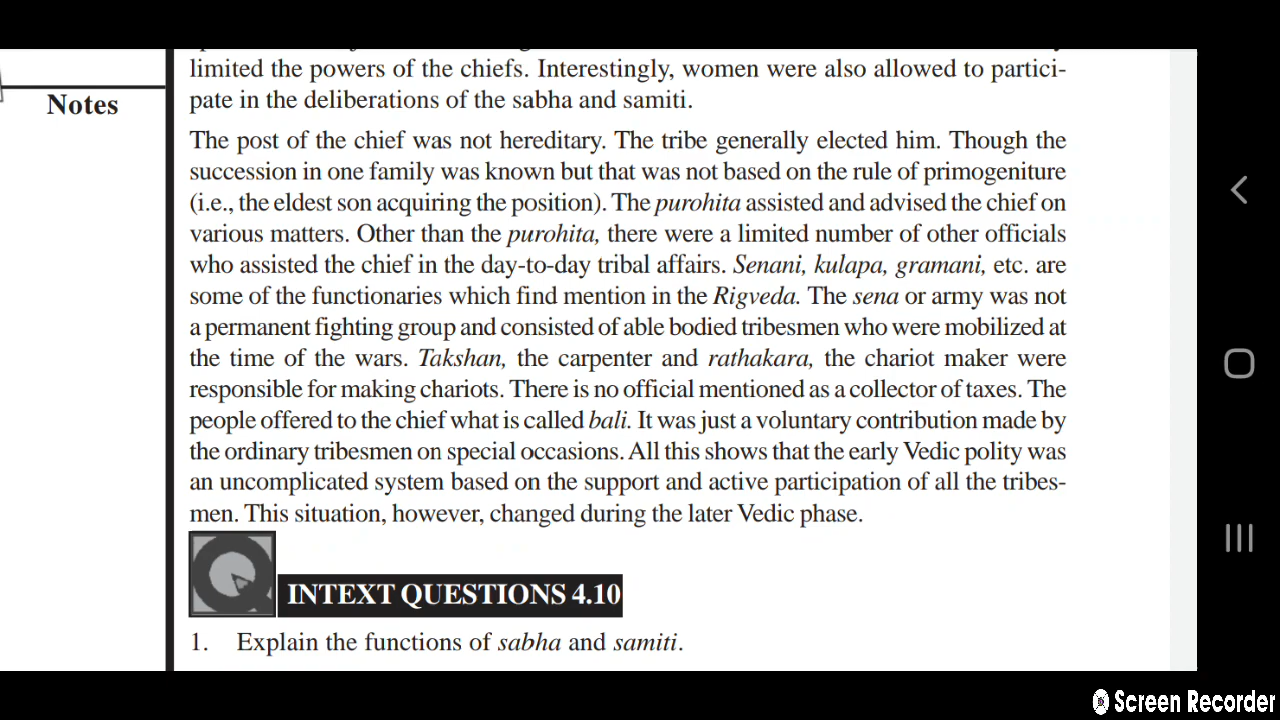 limited the powers of the chiefs. Interestingly, women were also allowed to partici-
Notes
pate in the deliberations of the sabha and samiti.
The post of the chief was not hereditary. The tribe generally elected him. Though the
succession in one family was known but that was not based on the rule of primogeniture
(i.e., the eldest son acquiring the position). The purohita assisted and advised the chief on
various matters. Other than the purohita, there were a limited number of other officials
who assisted the chief in the day-to-day tribal affairs. Senani, kulapa, gramani, etc. are
some of the functionaries which find mention in the Rigveda. The sena or army was not
a permanent fighting group and consisted of able bodied tribesmen who were mobilized at
the time of the wars. Takshan, the carpenter and rathakara, the chariot maker were
responsible for making chariots. There is no official mentioned as a collector of taxes. The
people offered to the chief what is called bali. It was just a voluntary contribution made by
the ordinary tribesmen on special occasions. All this shows that the early Vedic polity was
an uncomplicated system based on the support and active participation of all the tribes-
men. This situation, however, changed during the later Vedic phase.
INTEXT QUESTIONS 4.10
1. Explain the functions of sabha and samiti.
Screen Recorder